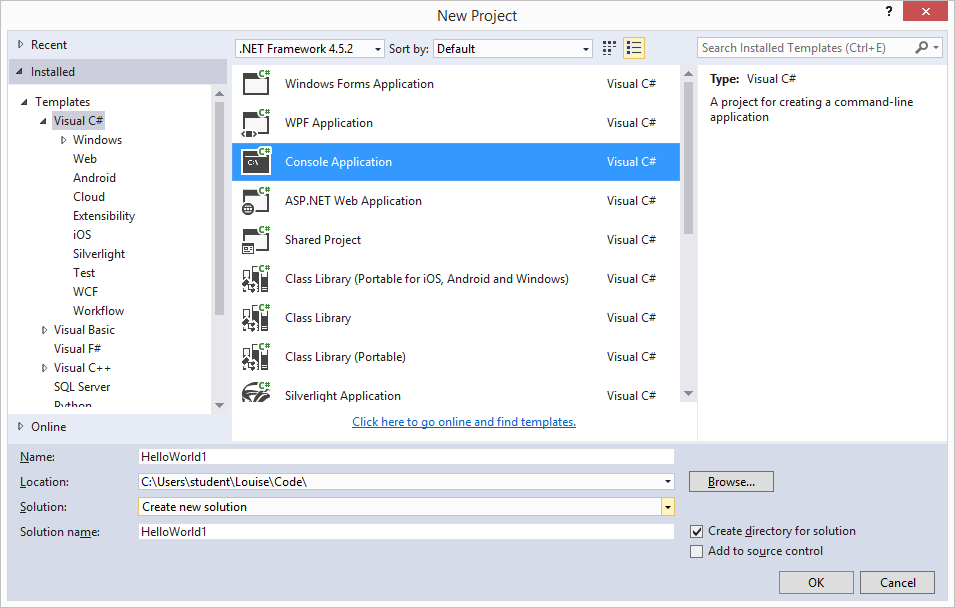 New Project
?
Recent
Installed
Templates
Visual C#
Windows
Web
Android
Cloud
Extensibility
iOS
Silverlight
Test
WCF
Workflow
Visual Basic
Visual F#
Visual C++
SQL Server
Python
Online
.NET Framework 4.5.2
Sort by: Default
C# Windows Forms Application Visual C#
C# WPF Application Visual C#
C# C:\ Console Application Visual C#
C# ASP.NET Web Application Visual C#
C# Shared Project Visual C#
C# Class Library (Portable for iOS, Android and Windows) Visual C#
C# Class Library Visual C#
C# Class Library (Portable) Visual C#
C# Silverlight Application Visual C#
Click here to go online and find templates.
Search Installed Templates (Ctrl+E)
Type: Visual C#
A project for creating a command-line
application
Name: HelloWorld1
Location: C:\Users\student\Louise\Code\ Browse...
Solution: Create new solution
Solution name: HelloWorld1
Create directory for solution
Add to source control
OK Cancel